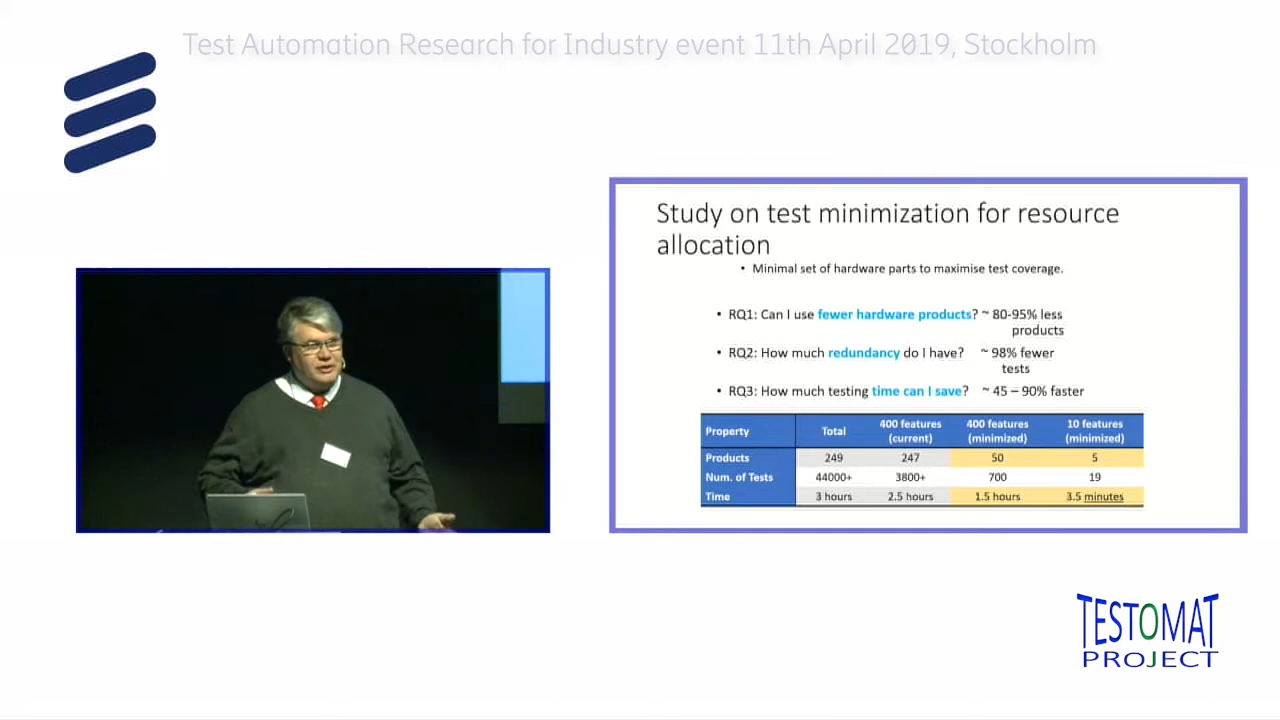 Test Automation Research for Industry event 11th April 2019, Stockholm
Study on test minimization for resource
allocation
• Minimal set of hardware parts to maximise test coverage.
• RQ1: Can I use fewer hardware products? ~ 80-95% less
products
• RQ2: How much redundancy do I have? ~ 98% fewer
tests
• RQ3: How much testing time can I save? ~ 45 – 90% faster
Property Total 400 features (current) 400 features (minimized) 10 features (minimized)
Products 249 247 50 5
Num. of Tests 44000+ 3800+ 700 19
Time 3 hours 2.5 hours 1.5 hours 3.5 minutes
TESTOMAT
PROJECT